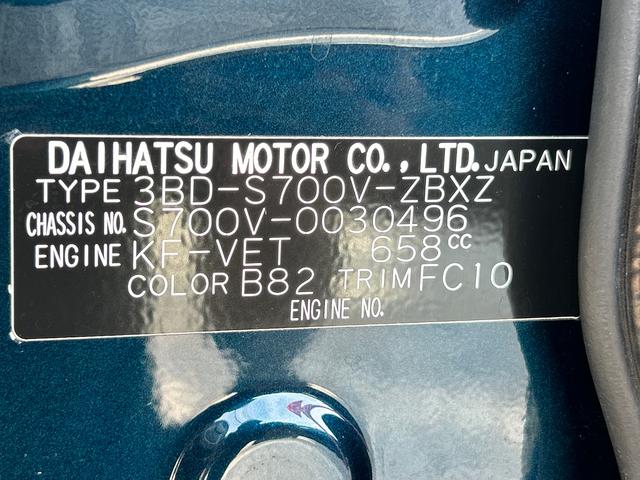 DAIHATSU MOTOR CO.,LTD. JAPAN
TYPE 3BD-S700V-ZBXZ
CHASSIS NO. S700V-0030496
ENGINE KF-VET 658CC
COLOR B82 TRIM FC10
ENGINE NO.